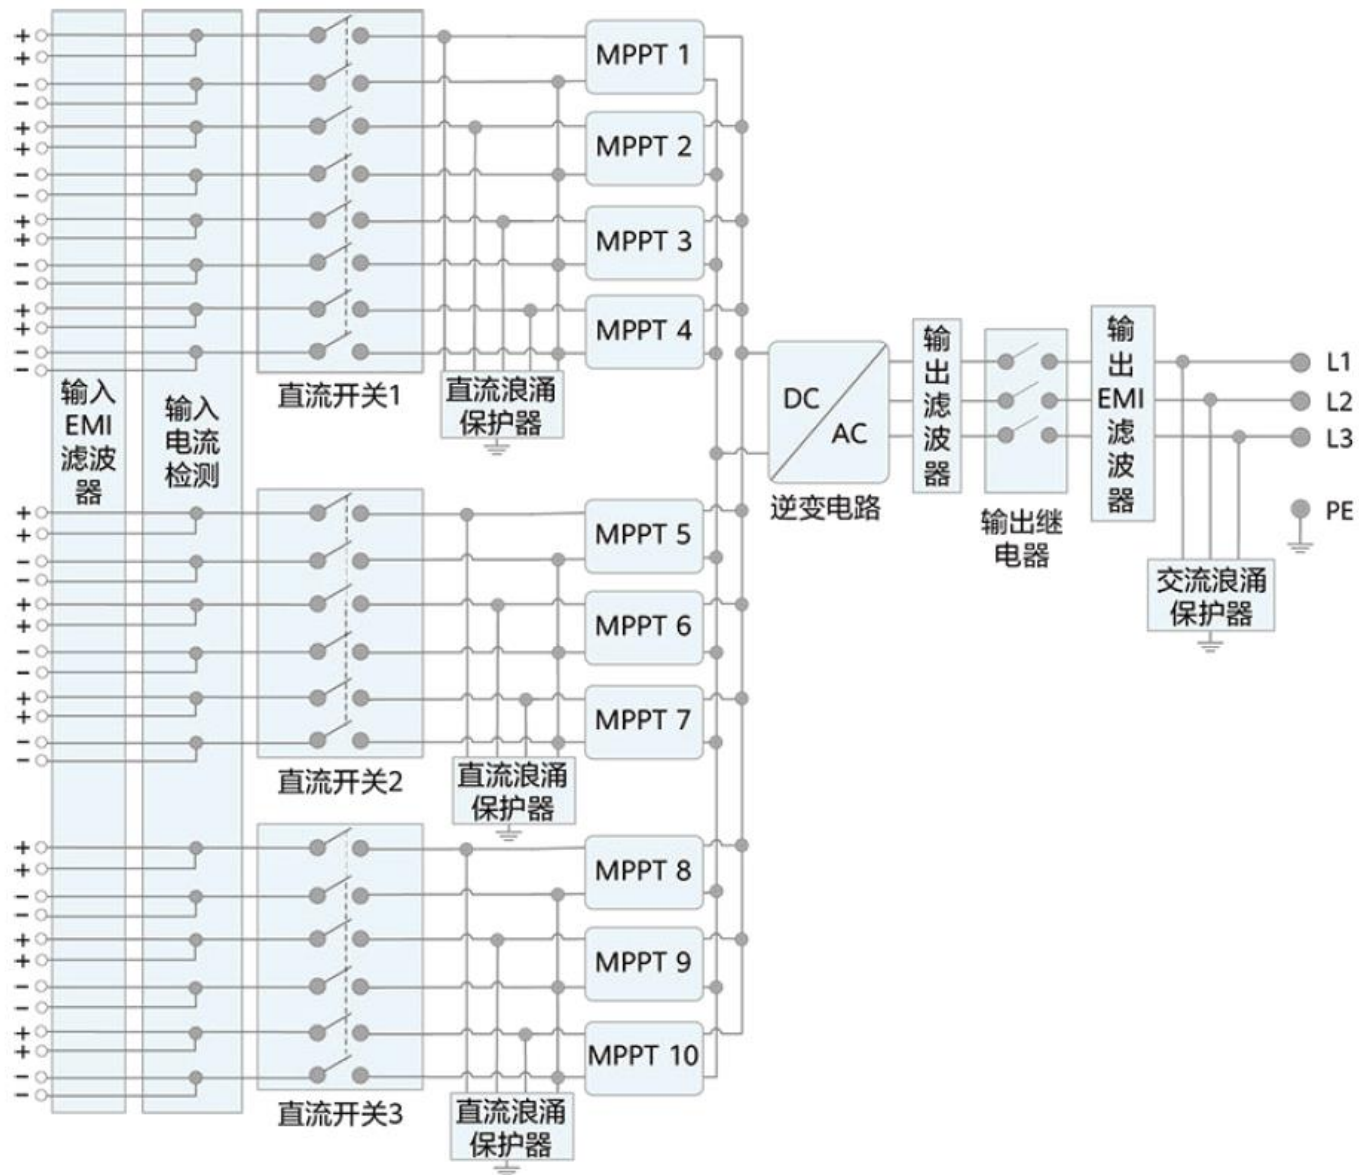 +
+
−
−
+
+
−
−
+
+
−
−
+
+
−
−
MPPT 1
MPPT 2
MPPT 3
MPPT 4
输入
EMI
滤波
器
输入
电流
检测
直流开关1
直流浪涌
保护器
DC
AC
逆变电路
输
出
滤
波
器
输出继
电器
输
出
EMI
滤
波
器
L1
L2
L3
PE
交流浪涌
保护器
+
+
−
−
+
+
−
−
+
+
−
−
MPPT 5
MPPT 6
MPPT 7
直流开关2
直流浪涌
保护器
+
+
−
−
+
+
−
−
+
+
−
−
MPPT 8
MPPT 9
MPPT 10
直流开关3
直流浪涌
保护器